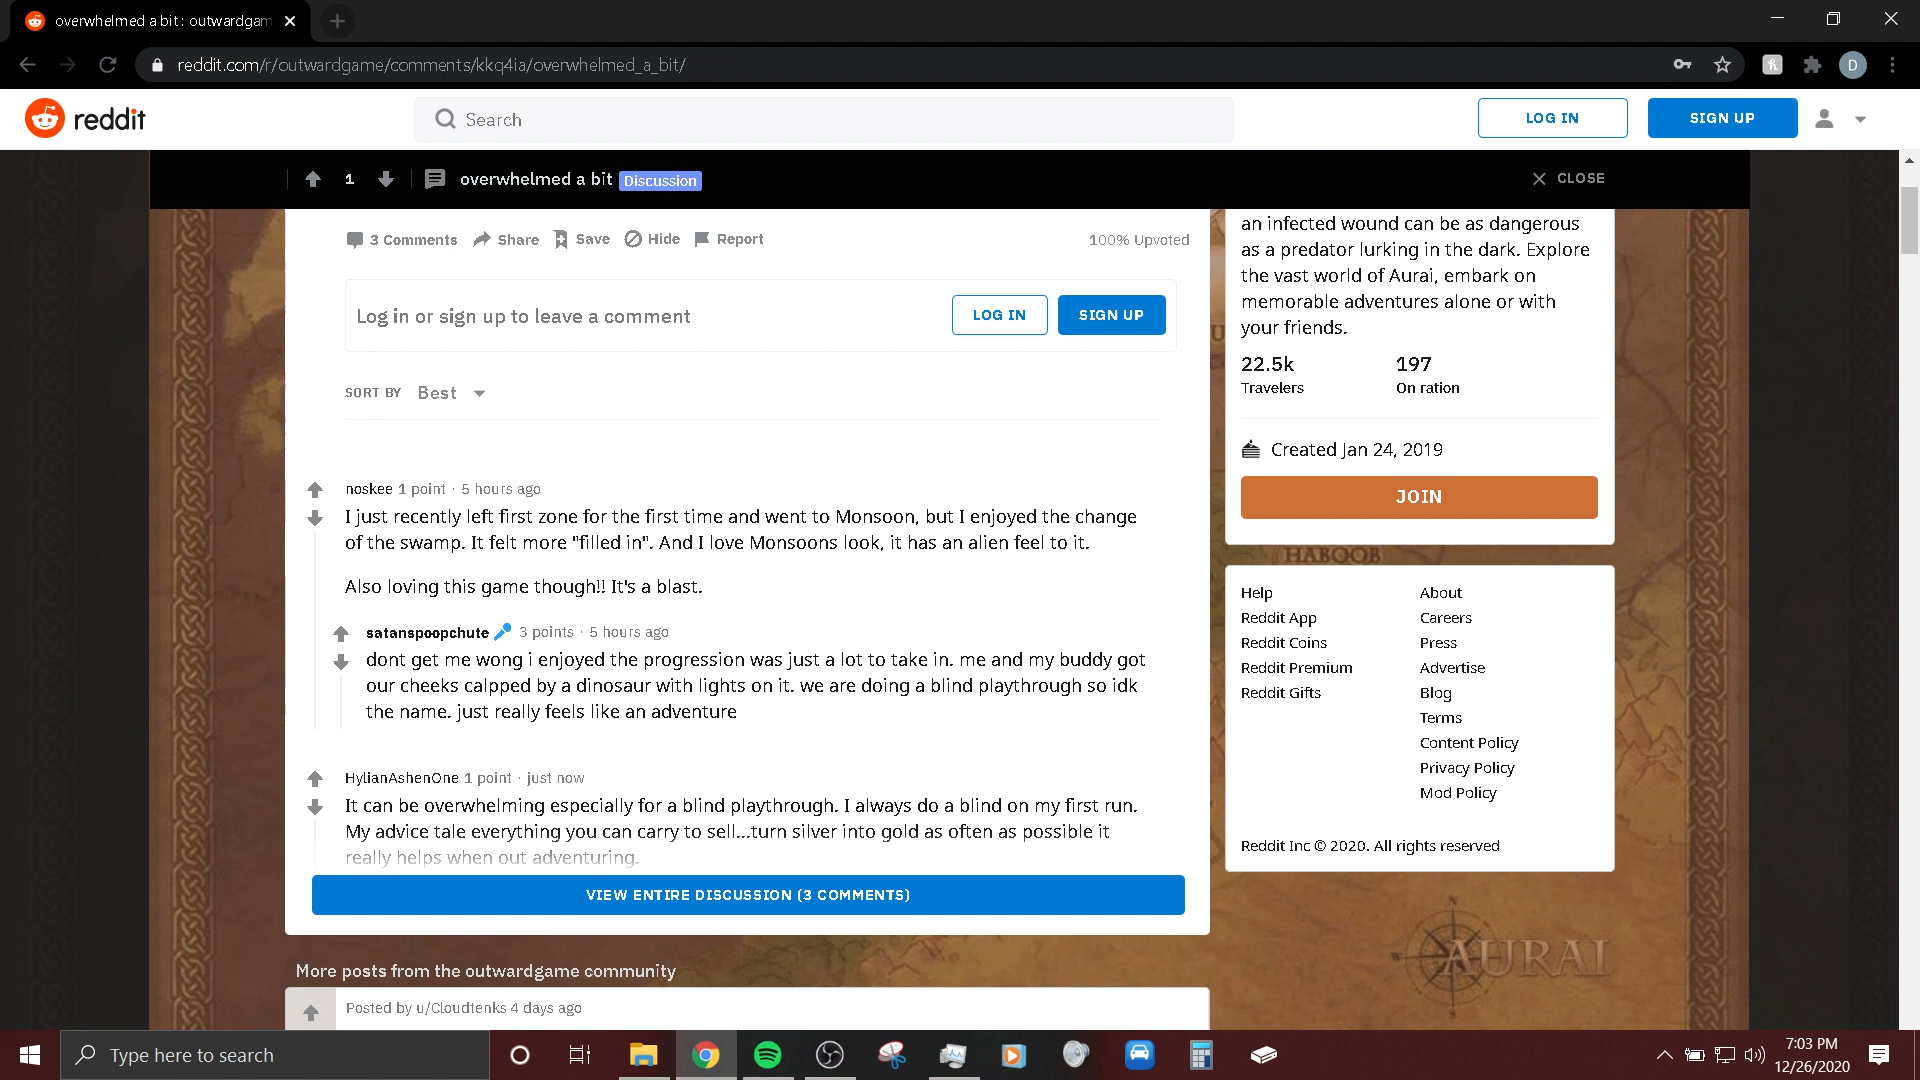 overwhelmed a bit : outwardgam
reddit.com/r/outwardgame/comments/kkq4ia/overwhelmed_a_bit/
D
reddit
Search
LOG IN
SIGN UP
1
overwhelmed a bit
Discussion
CLOSE
3 Comments
Share
Save
Hide
Report
100% Upvoted
Log in or sign up to leave a comment
LOG IN
SIGN UP
SORT BY Best
noskee 1 point · 5 hours ago
I just recently left first zone for the first time and went to Monsoon, but I enjoyed the change
of the swamp. It felt more "filled in". And I love Monsoons look, it has an alien feel to it.
Also loving this game though!! It's a blast.
satanspoopchute 3 points · 5 hours ago
dont get me wong i enjoyed the progression was just a lot to take in. me and my buddy got
our cheeks calpped by a dinosaur with lights on it. we are doing a blind playthrough so idk
the name. just really feels like an adventure
HylianAshenOne 1 point · just now
It can be overwhelming especially for a blind playthrough. I always do a blind on my first run.
My advice tale everything you can carry to sell...turn silver into gold as often as possible it
really helps when out adventuring.
VIEW ENTIRE DISCUSSION (3 COMMENTS)
More posts from the outwardgame community
Posted by u/Cloudtenks 4 days ago
an infected wound can be as dangerous
as a predator lurking in the dark. Explore
the vast world of Aurai, embark on
memorable adventures alone or with
your friends.
22.5k
Travelers
197
On ration
Created Jan 24, 2019
JOIN
HABOOB
Help
Reddit App
Reddit Coins
Reddit Premium
Reddit Gifts
About
Careers
Press
Advertise
Blog
Terms
Content Policy
Privacy Policy
Mod Policy
Reddit Inc © 2020. All rights reserved
N
AURAI
Type here to search
7:03 PM
12/26/2020